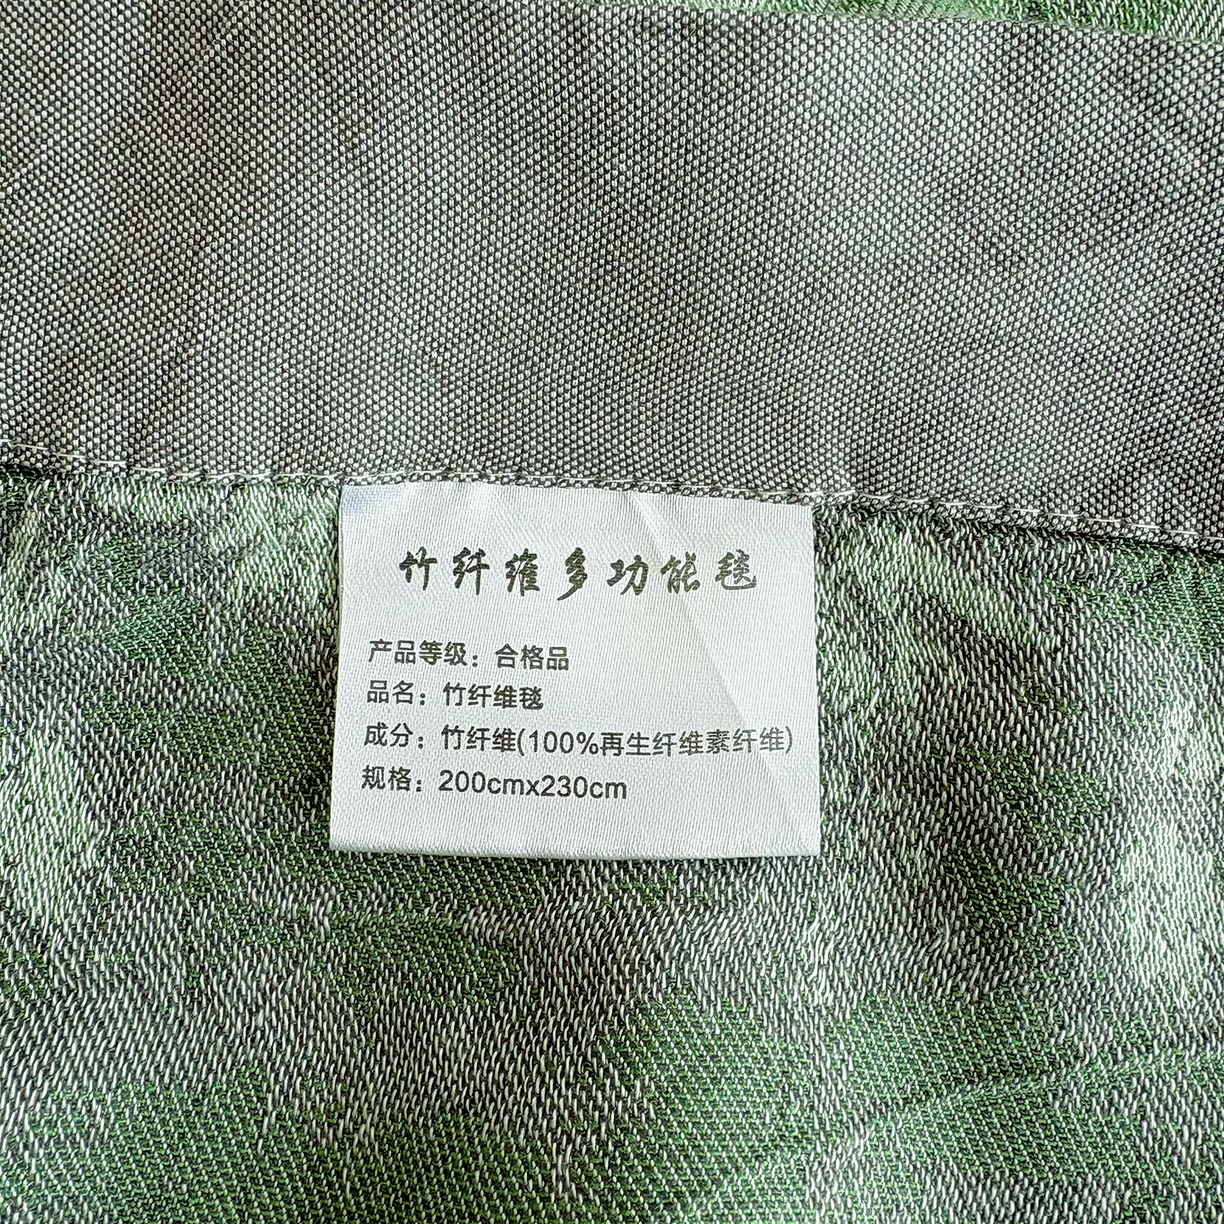 竹纤维多功能毯
产品等级：合格品
品名：竹纤维毯
成分：竹纤维(100%再生纤维素纤维)
规格：200cmx230cm